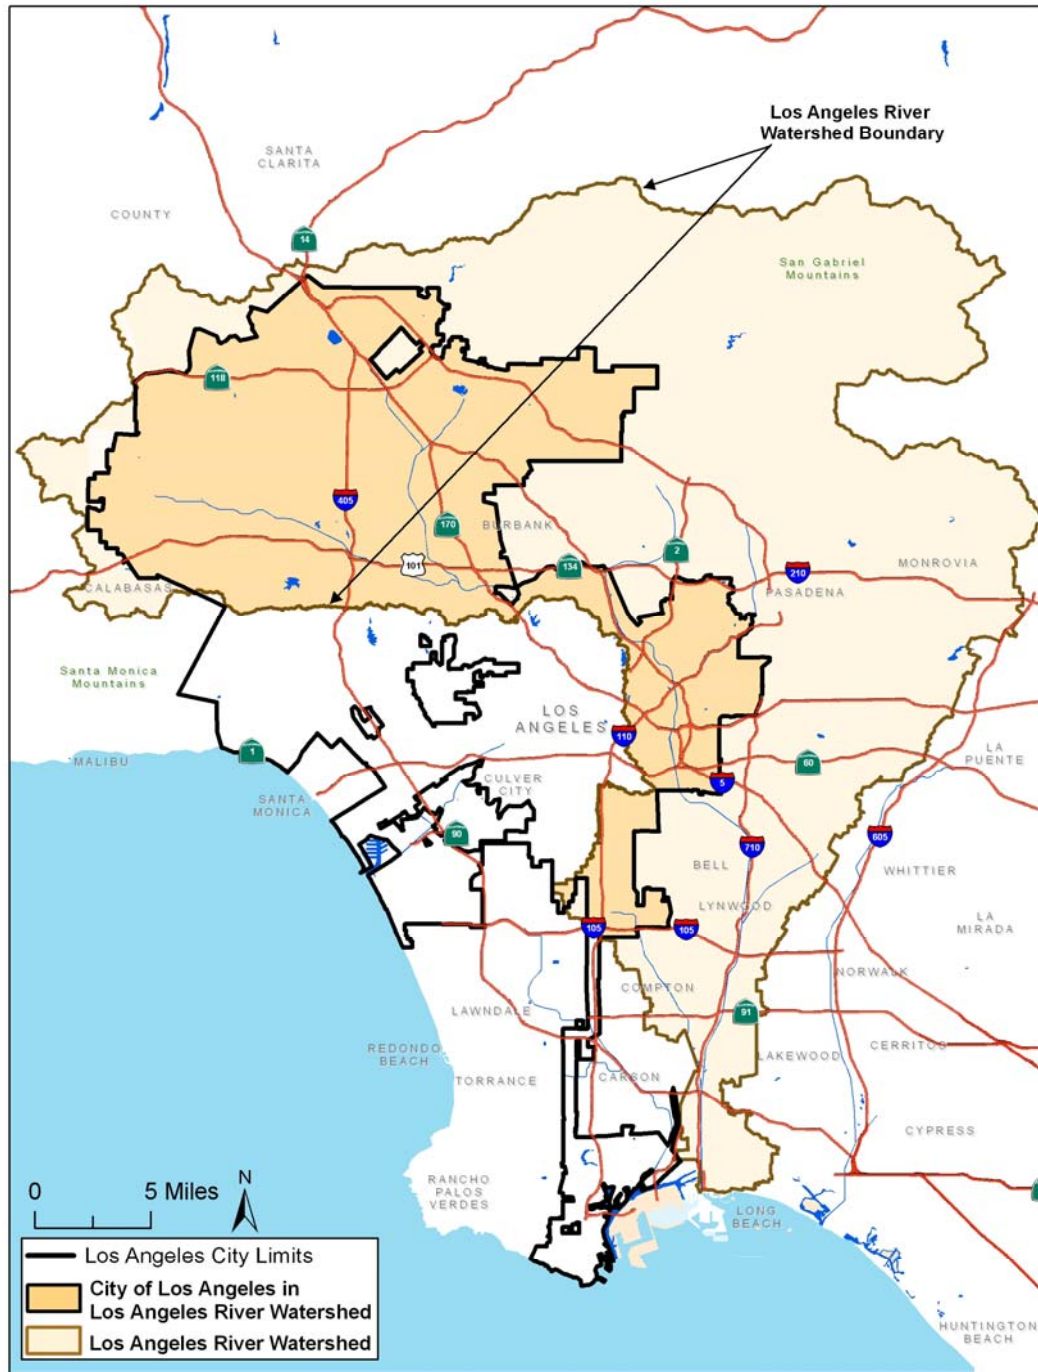 Los Angeles River
Watershed Boundary
SANTA
CLARITA
COUNTY
14
San Gabriel
Mountains
118
405
170
BURBANK
2
101
134
210
MONROVIA
CALABASAS
PASADENA
Santa Monica
Mountains
LOS
ANGELES
110
1
MALIBU
60
LA
PUENTE
5
CULVER
CITY
SANTA
MONICA
90
605
710
BELL
WHITTIER
LYNWOOD
LA
MIRADA
105
105
NORWALK
COMPTON
LAWNDALE
91
CERRITOS
LAKEWOOD
REDONDO
BEACH
TORRANCE
CARSON
CYPRESS
RANCHO
PALOS
VERDES
LONG
BEACH
0
5 Miles
N
Los Angeles City Limits
City of Los Angeles in
Los Angeles River Watershed
Los Angeles River Watershed
HUNTINGTON
BEACH